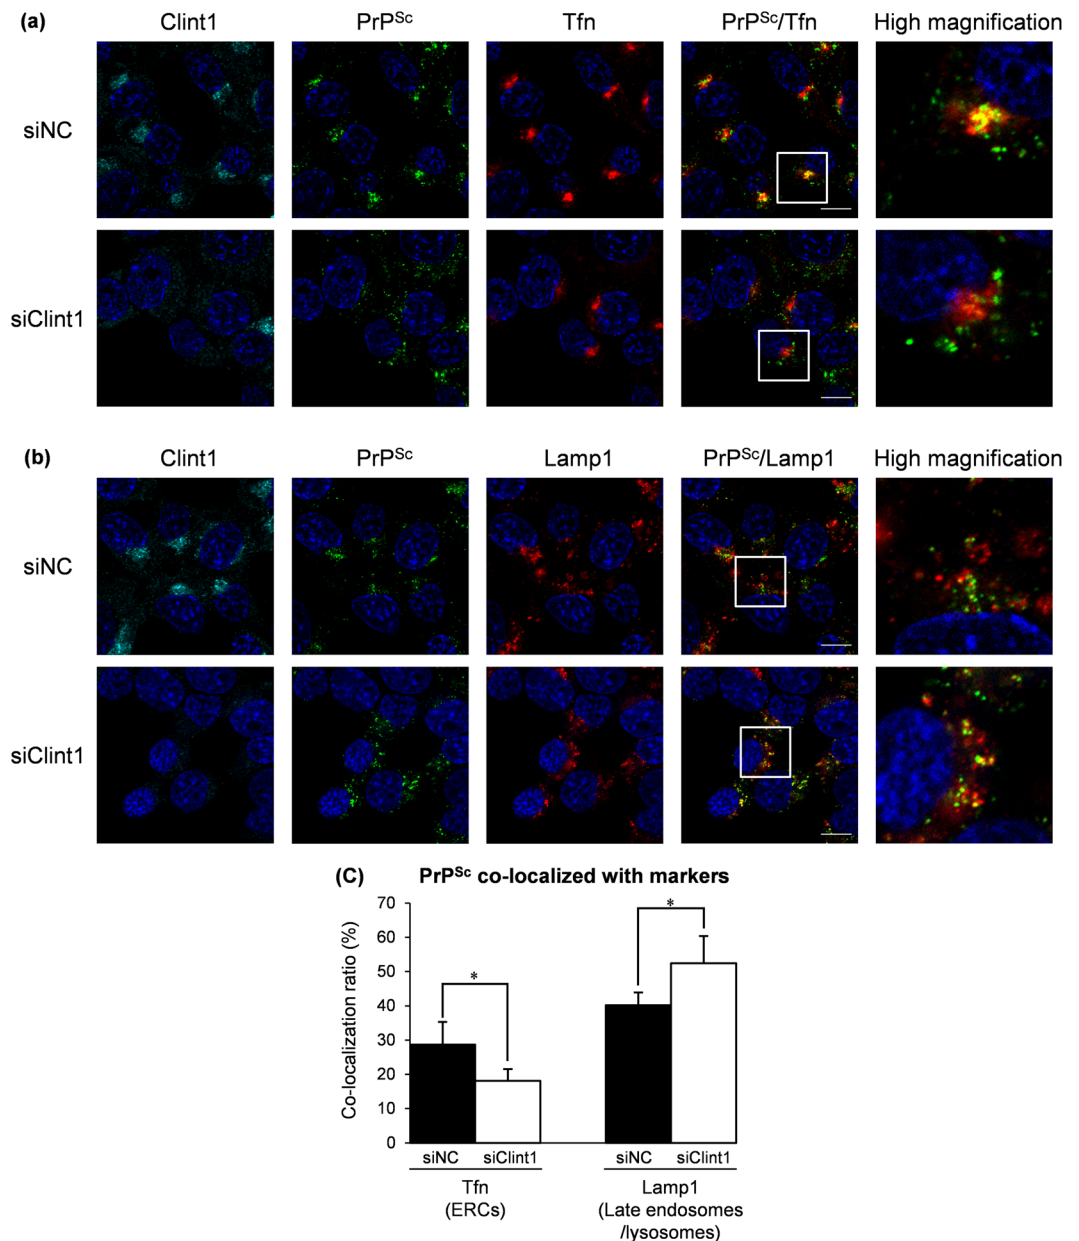 (a) Clint1 PrPSc Tfn PrPSc/Tfn High magnification
siNC
siClint1
(b) Clint1 PrPSc Lamp1 PrPSc/Lamp1 High magnification
siNC
siClint1
(C) PrPSc co-localized with markers
Co-localization ratio (%)
70
60
50
40
30
20
10
0
* *
siNC siClint1 siNC siClint1
Tfn Lamp1
(ERCs) (Late endosomes
/lysosomes)